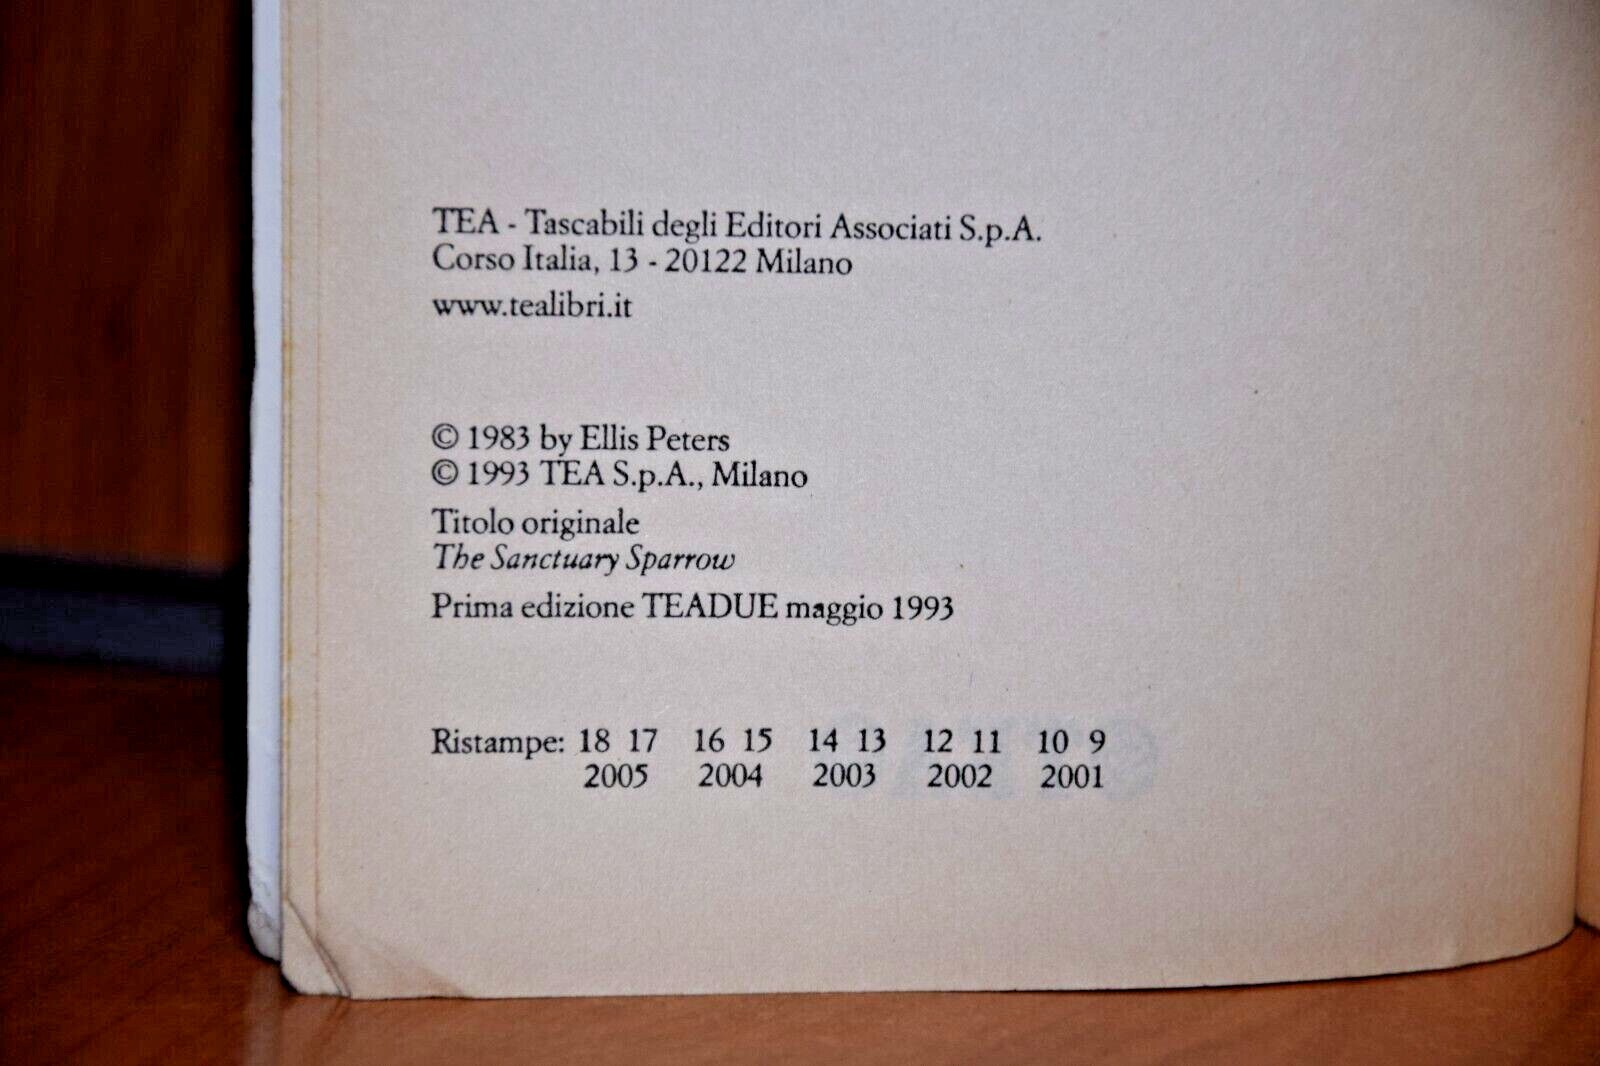 TEA - Tascabili degli Editori Associati S.p.A.
Corso Italia, 13 - 20122 Milano
www.tealibri.it
© 1983 by Ellis Peters
© 1993 TEA S.p.A., Milano
Titolo originale
The Sanctuary Sparrow
Prima edizione TEADUE maggio 1993
Ristampe: 18 17 16 15 14 13 12 11 10 9
2005 2004 2003 2002 2001